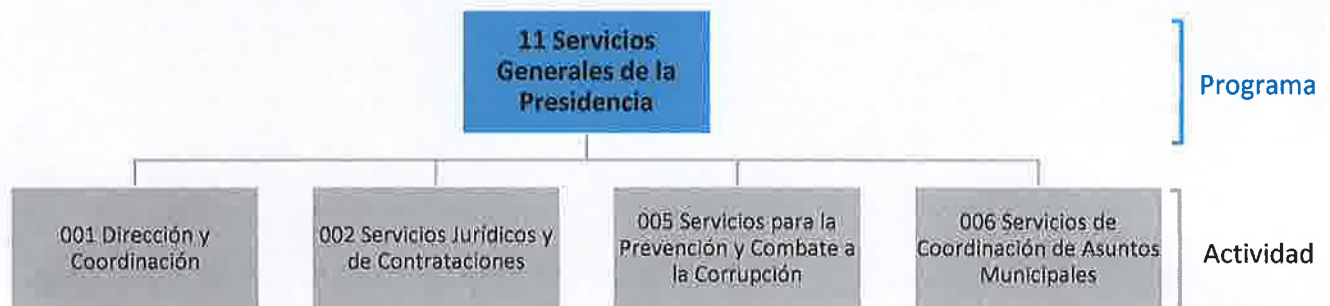 11 Servicios
Generales de la
Presidencia
Programa
001 Dirección y
Coordinación
002 Servicios Jurídicos y
de Contrataciones
005 Servicios para la
Prevención y Combate a
la Corrupción
006 Servicios de
Coordinación de Asuntos
Municipales
Actividad